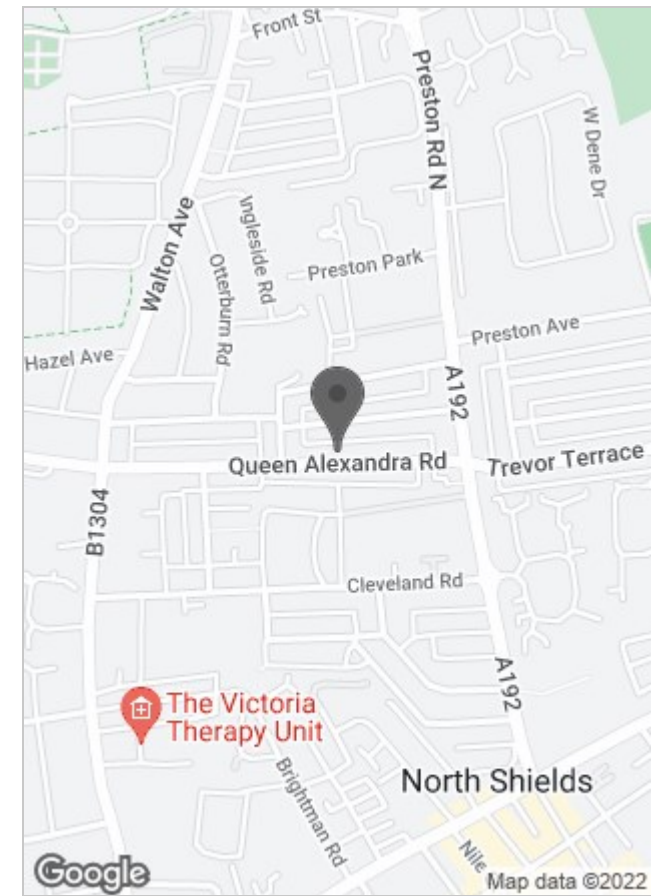 Front St
Preston Rd N
W Dene Dr
Walton Ave
Ingleside Rd
Otterburn Rd
Preston Park
Preston Ave
Hazel Ave
A192
Queen Alexandra Rd
Trevor Terrace
B1304
Cleveland Rd
A192
The Victoria
Therapy Unit
North Shields
Brightman Rd
Nile
Google
Map data ©2022